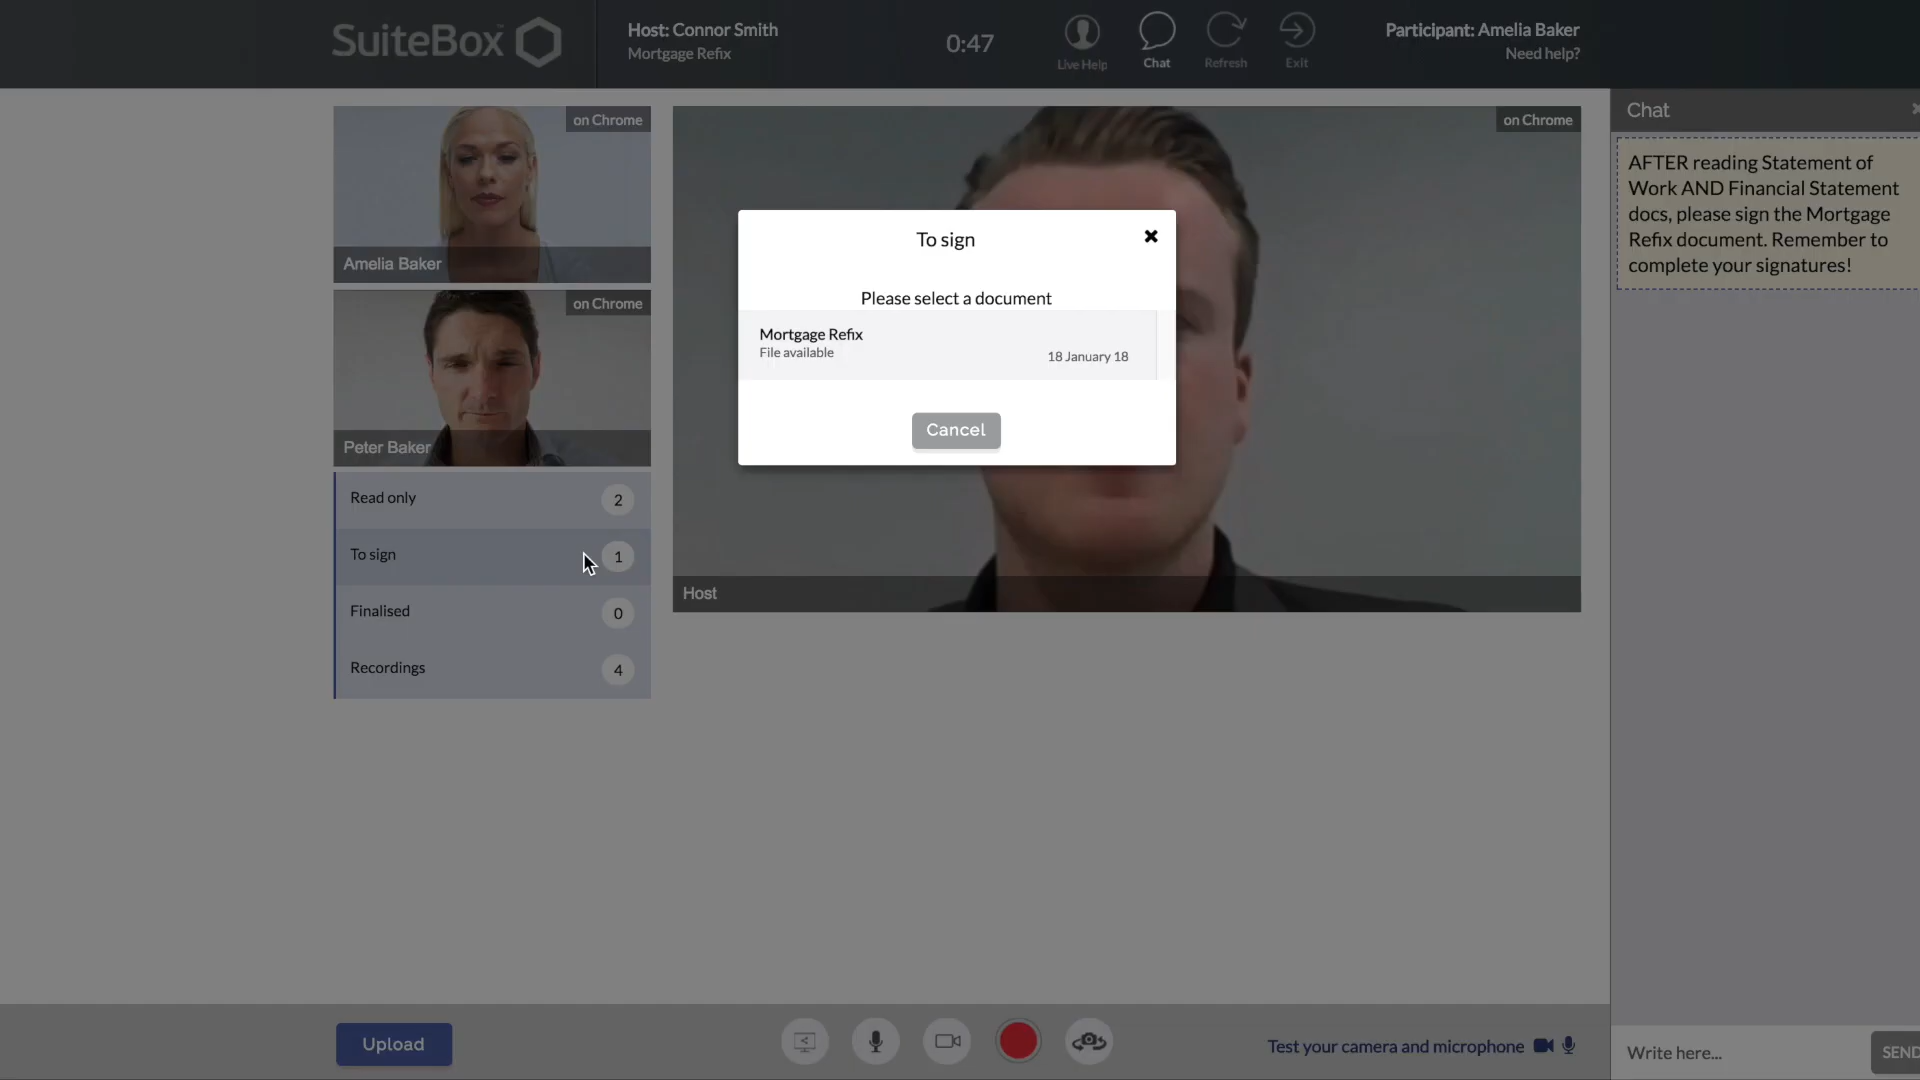 SuiteBox
Host: Connor Smith
Mortgage Refix
0:47
Live Help
Chat
Refresh
Exit
Participant: Amelia Baker
Need help?
on Chrome
Amelia Baker
on Chrome
Peter Baker
Read only
2
To sign
1
Finalised
0
Recordings
4
on Chrome
Host
To sign
Please select a document
Mortgage Refix
File available
18 January 18
Cancel
Chat
AFTER reading Statement of
Work AND Financial Statement
docs, please sign the Mortgage
Refix document. Remember to
complete your signatures!
Upload
Test your camera and microphone
Write here...
SEND